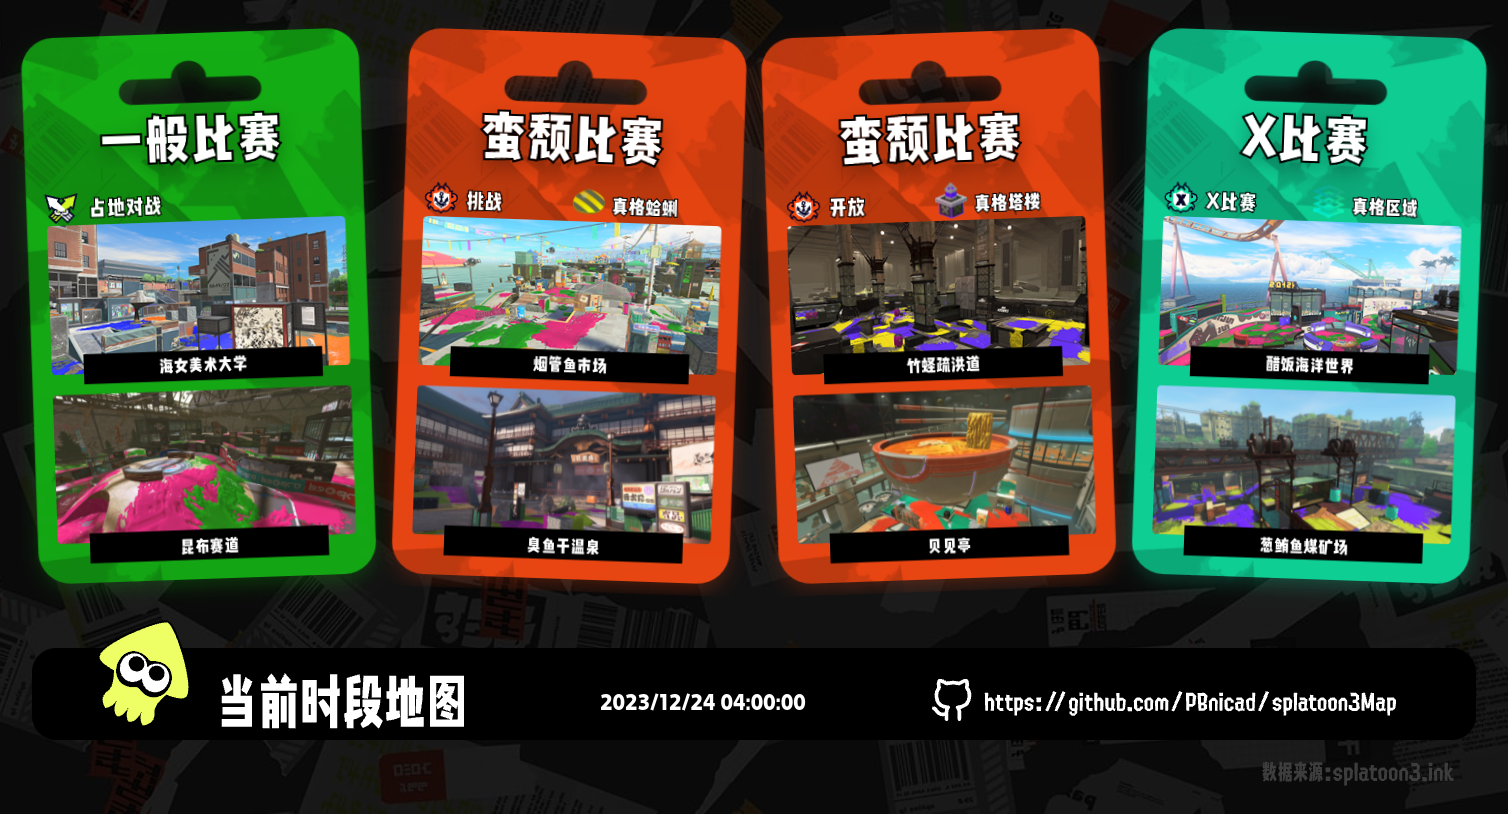 一般比赛
占地对战
海女美术大学
昆布赛道
蛮颓比赛
挑战
真格蛤蜊
烟管鱼市场
臭鱼干温泉
蛮颓比赛
开放
真格塔楼
竹蛏疏洪道
贝见亭
X比赛
X比赛
真格区域
醋饭海洋世界
葱鲔鱼煤矿场
当前时段地图
2023/12/24 04:00:00
https://github.com/PBnicad/splatoon3Map
数据来源:splatoon3.ink